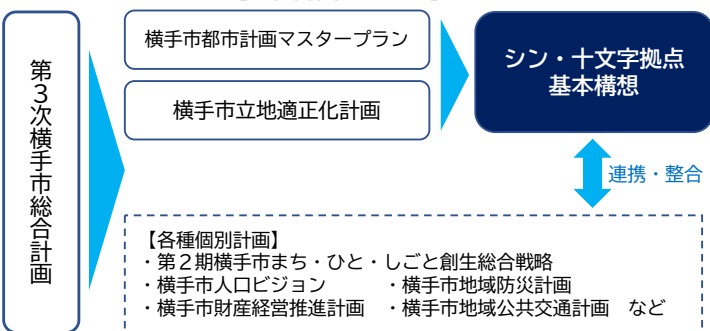 第３次横手市総合計画
横手市都市計画マスタープラン
横手市立地適正化計画
シン・十文字拠点
基本構想
連携・整合
【各種個別計画】
・第２期横手市まち・ひと・しごと創生総合戦略
・横手市人口ビジョン　　　・横手市地域防災計画
・横手市財産経営推進計画　・横手市地域公共交通計画　など